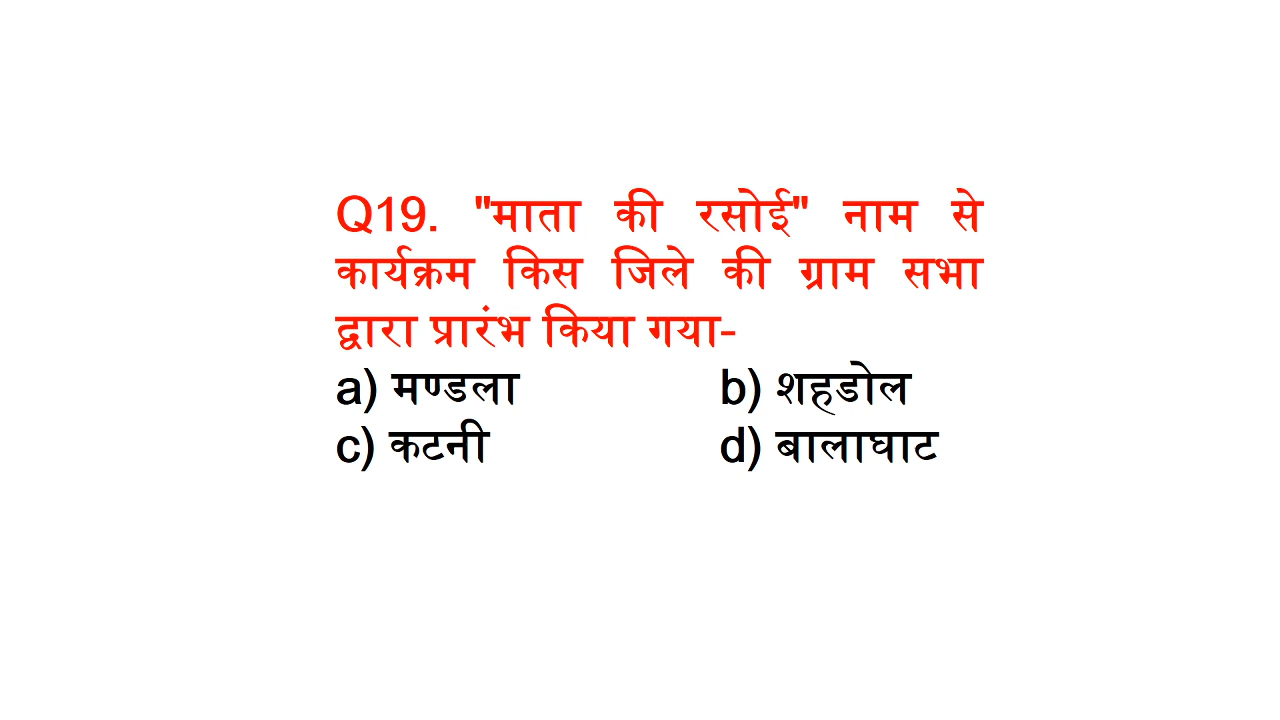 Q19. "माता की रसोई" नाम से
कार्यक्रम किस जिले की ग्राम सभा
द्वारा प्रारंभ किया गया-
a) मण्डला b) शहडोल
c) कटनी d) बालाघाट